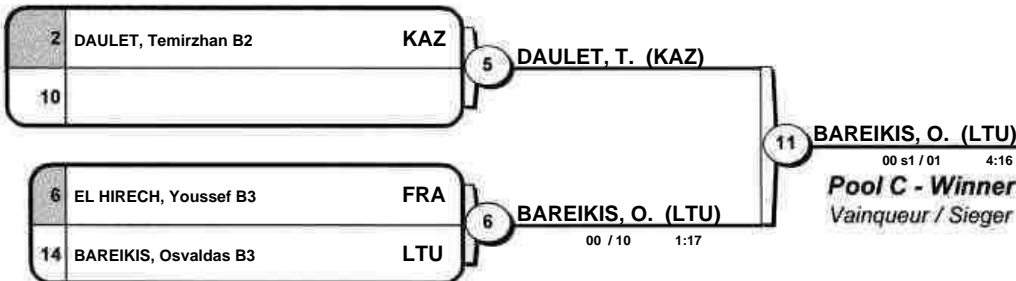 2 DAULET, Temirzhan B2 KAZ
10
5 DAULET, T. (KAZ)
6 EL HIRECH, Youssef B3 FRA
14 BAREIKIS, Osvaldas B3 LTU
6 BAREIKIS, O. (LTU)
00 / 10 1:17
11 BAREIKIS, O. (LTU)
00 s1 / 01 4:16
Pool C - Winner
Vainqueur / Sieger